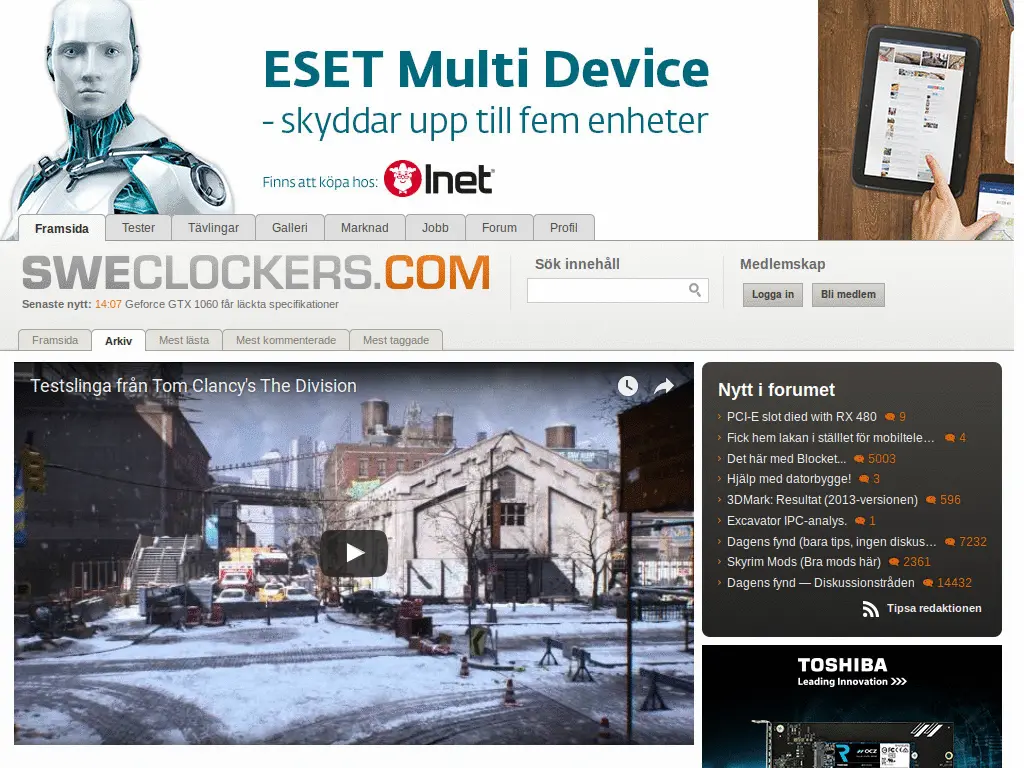 ESET Multi Device
- skyddar upp till fem enheter
Finns att köpa hos: Inet
Framsida Tester Tävlingar Galleri Marknad Jobb Forum Profil
SWECLOCKERS.COM
Senaste nytt: 14:07 Geforce GTX 1060 får läckta specifikationer
Sök innehåll
Medlemskap
Logga in Bli medlem
Framsida Arkiv Mest lästa Mest kommenterade Mest taggade
Testslinga från Tom Clancy's The Division
Nytt i forumet
PCI-E slot died with RX 480 9
Fick hem lakan i stälIlet för mobiltele... 4
Det här med Blocket... 5003
Hjälp med datorbygge! 3
3DMark: Resultat (2013-versionen) 596
Excavator IPC-analys. 1
Dagens fynd (bara tips, ingen diskus... 7232
Skyrim Mods (Bra mods här) 2361
Dagens fynd — Diskussionstråden 14432
Tipsa redaktionen
TOSHIBA
Leading Innovation >>>
OCZ